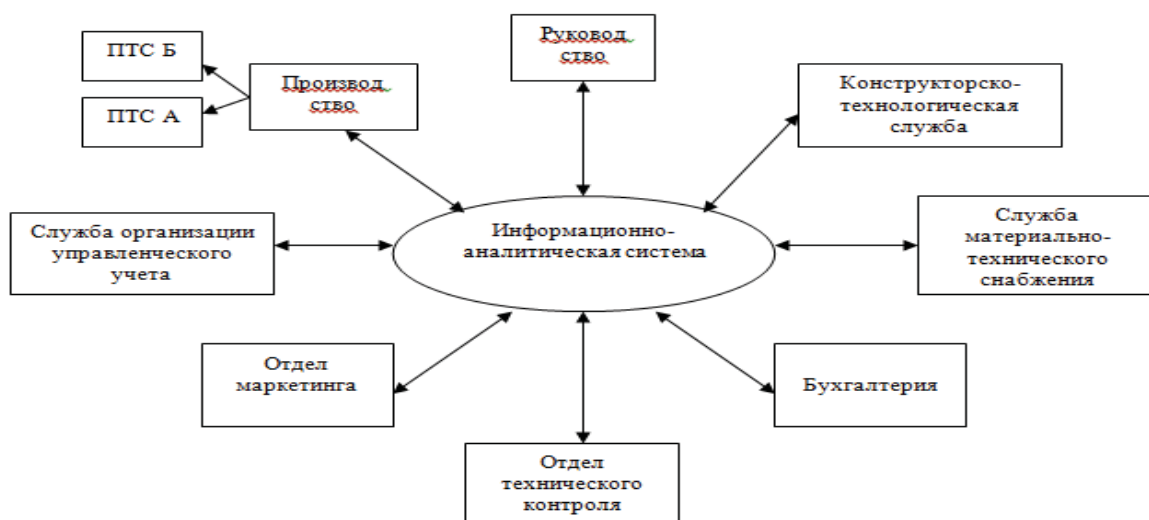 ПТС Б
ПТС А
Производ
ство
Руковод
ство
Конструкторско-
технологическая
служба
Служба организации
управленческого
учета
Информационно-
аналитическая система
Служба
материально-
технического
снабжения
Отдел
маркетинга
Бухгалтерия
Отдел
технического
контроля